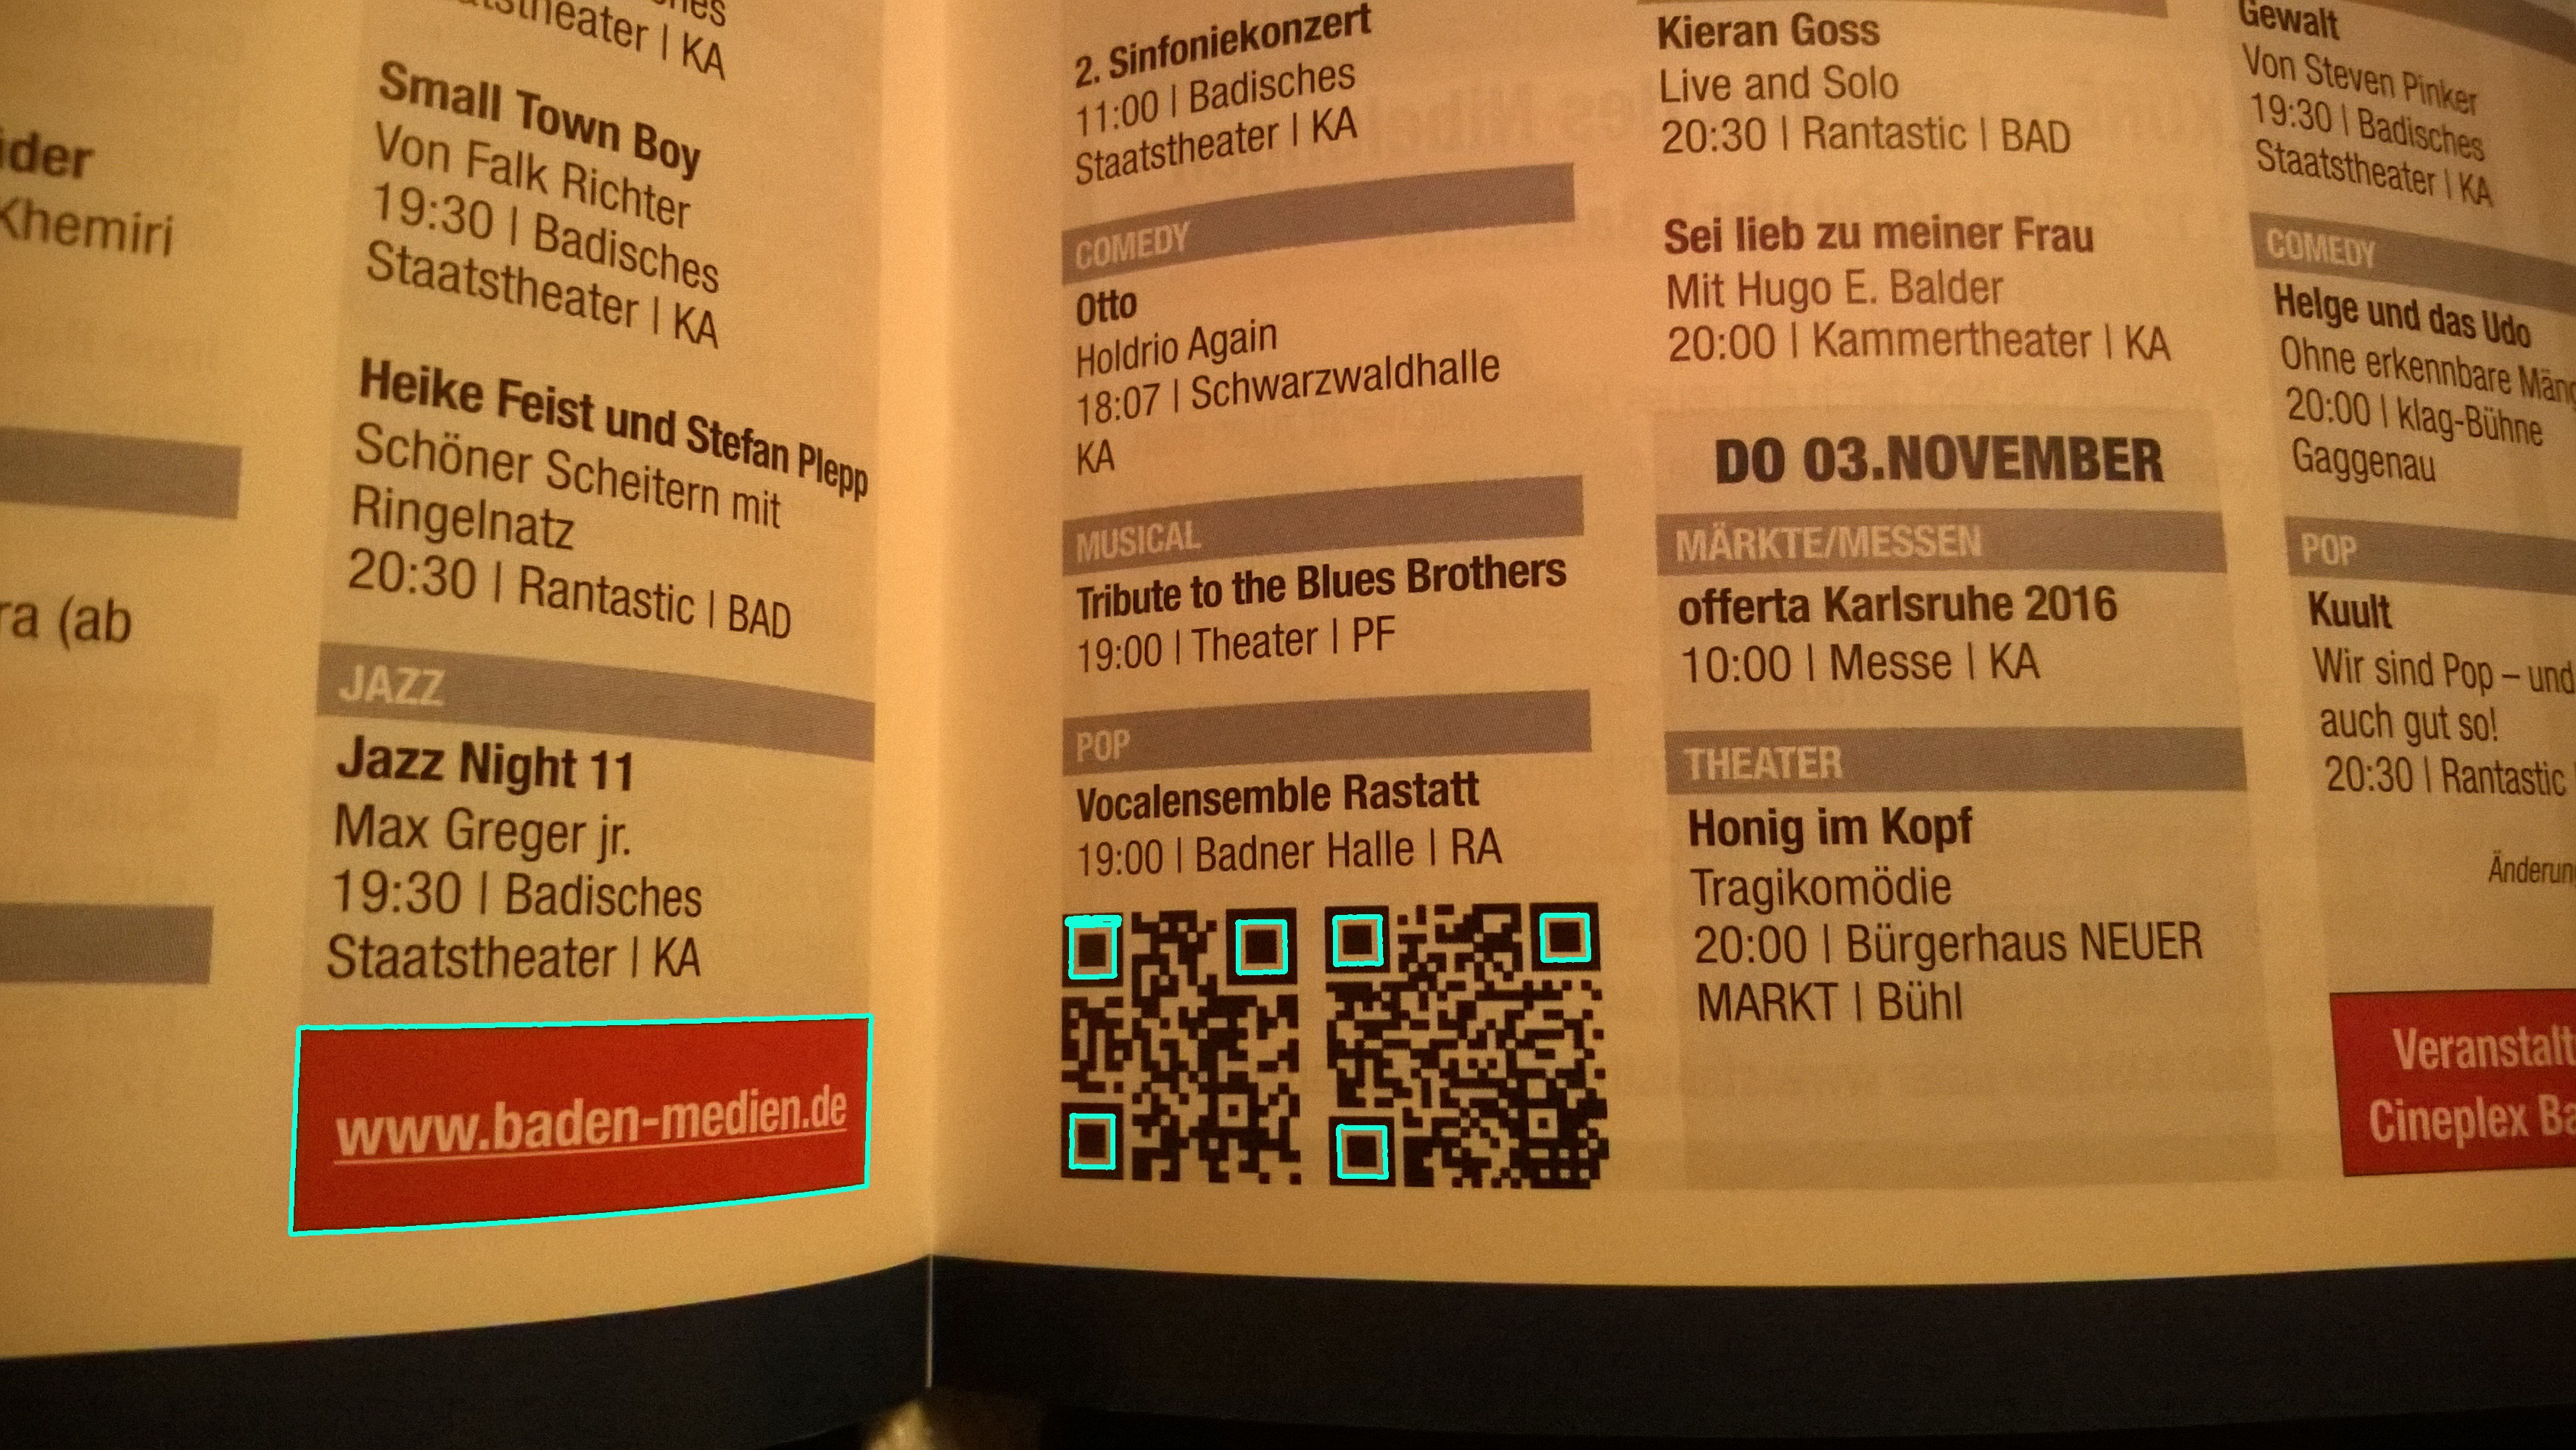 Staatstheater | KA
Small Town Boy
Von Falk Richter
19:30 | Badisches
Staatstheater | KA
Heike Feist und Stefan Plepp
Schöner Scheitern mit
Ringelnatz
20:30 | Rantastic | BAD
JAZZ
Jazz Night 11
Max Greger jr.
19:30 | Badisches
Staatstheater | KA
www.baden-medien.de
Khemiri
ra (ab
2. Sinfoniekonzert
11:00 | Badisches
Staatstheater | KA
COMEDY
Otto
Holdrio Again
18:07 | Schwarzwaldhalle
KA
MUSICAL
Tribute to the Blues Brothers
19:00 | Theater | PF
POP
Vocalensemble Rastatt
19:00 | Badner Halle | RA
Kieran Goss
Live and Solo
20:30 | Rantastic | BAD
Sei lieb zu meiner Frau
Mit Hugo E. Balder
20:00 | Kammertheater | KA
DO 03.NOVEMBER
MÄRKTE/MESSEN
offerta Karlsruhe 2016
10:00 | Messe | KA
THEATER
Honig im Kopf
Tragikomödie
20:00 | Bürgerhaus NEUER
MARKT | Bühl
Gewalt
Von Steven Pinker
19:30 | Badisches
Staatstheater | KA
COMEDY
Helge und das Udo
Ohne erkennbare Mäng
20:00 | klag-Bühne
Gaggenau
POP
Kuult
Wir sind Pop – und
auch gut so!
20:30 | Rantastic
Änderun
Veranstalt
Cineplex Ba